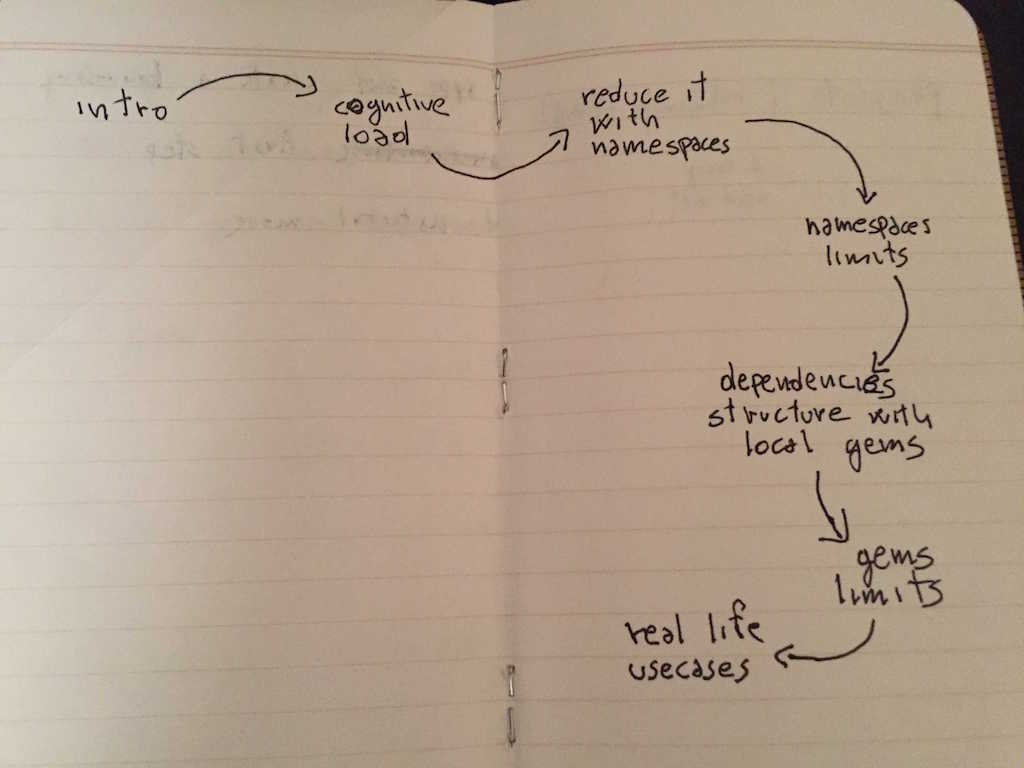 intro
cognitive
load
reduce it
with
namespaces
namespaces
limits
dependencies
structure with
local gems
gems
limits
real life
usecases